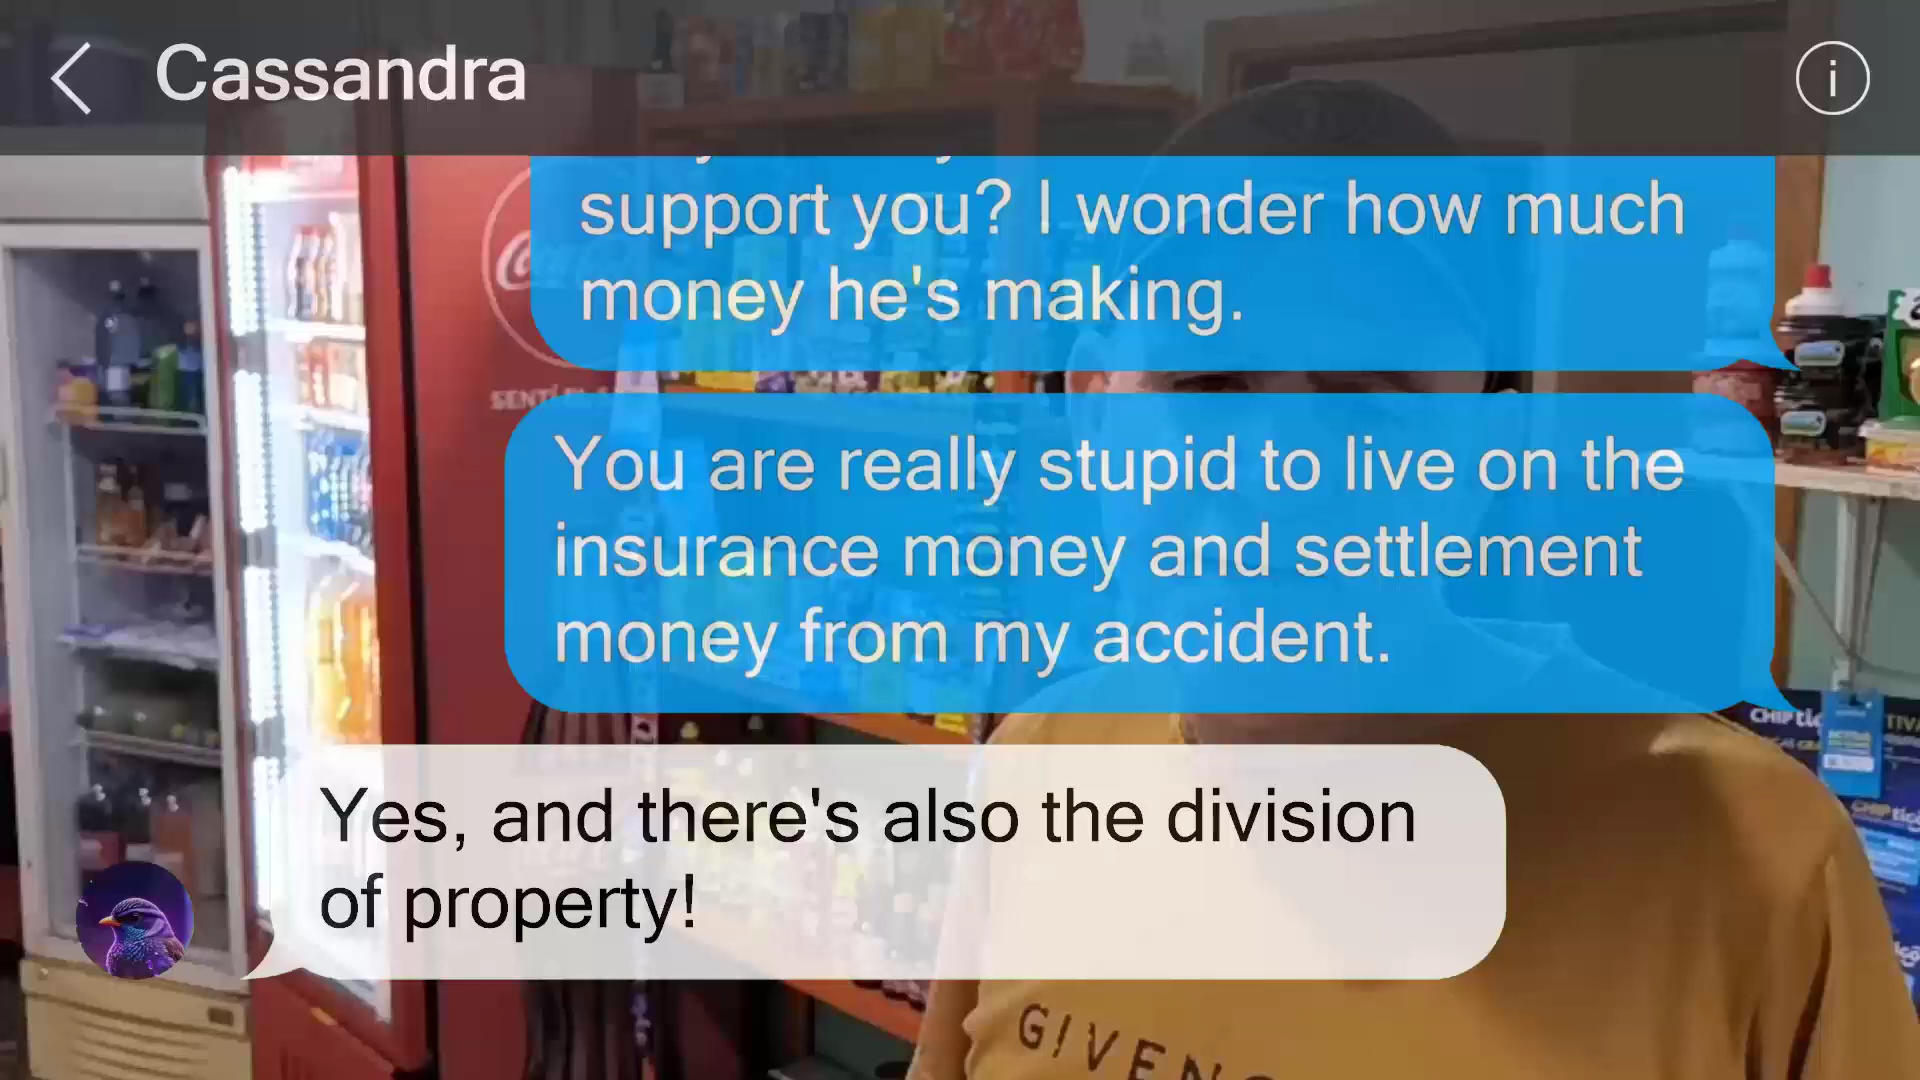 Cassandra
support you? I wonder how much
money he's making.
You are really stupid to live on the
insurance money and settlement
money from my accident.
Yes, and there's also the division
of property!